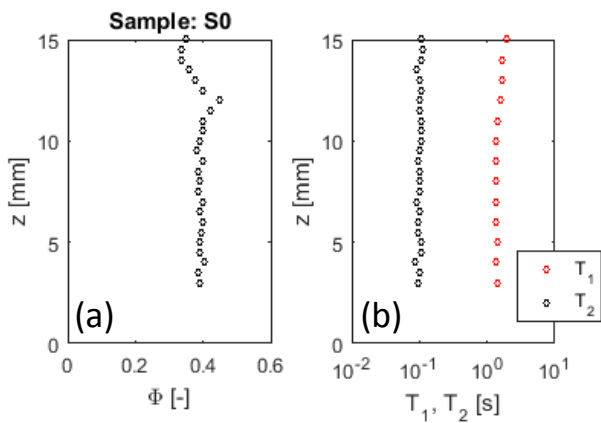 Sample: S0
15
10
5
0
z [mm]
(a)
0 0.2 0.4 0.6
Φ [-]
15
10
5
0
z [mm]
(b)
T₁
T₂
10⁻² 10⁻¹ 10⁰ 10¹
T₁, T₂ [s]